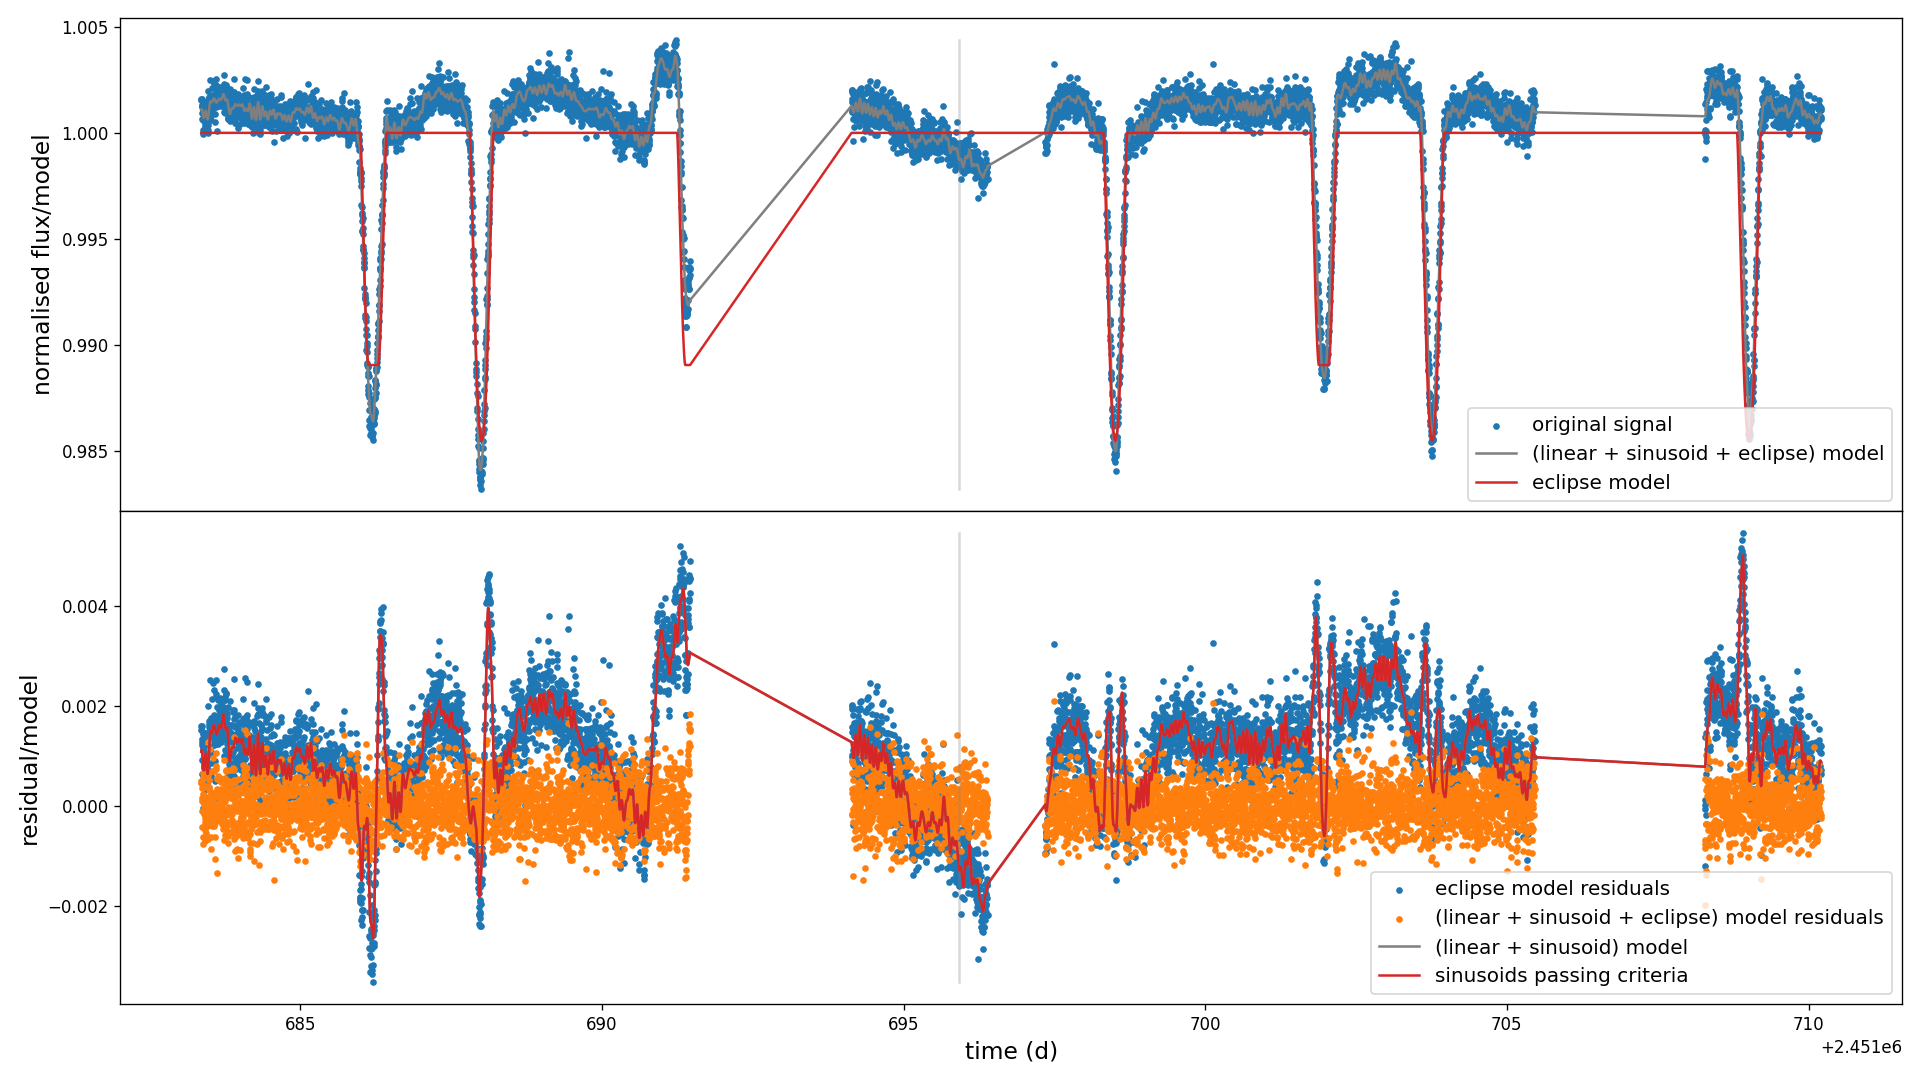 normalised flux/model
1.005
1.000
0.995
0.990
0.985
original signal
(linear + sinusoid + eclipse) model
eclipse model
residual/model
0.004
0.002
0.000
−0.002
eclipse model residuals
(linear + sinusoid + eclipse) model residuals
(linear + sinusoid) model
sinusoids passing criteria
685
690
695
700
705
710
+2.451e6
time (d)